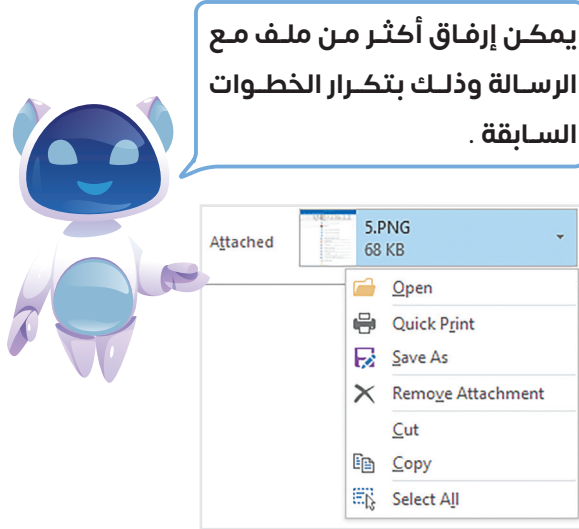 يمكن إرفاق أكثر من ملف مع
الرسالة وذلك بتكرار الخطوات
السابقة .
Attached
5.PNG
68 KB
Open
Quick Print
Save As
Remove Attachment
Cut
Copy
Select All